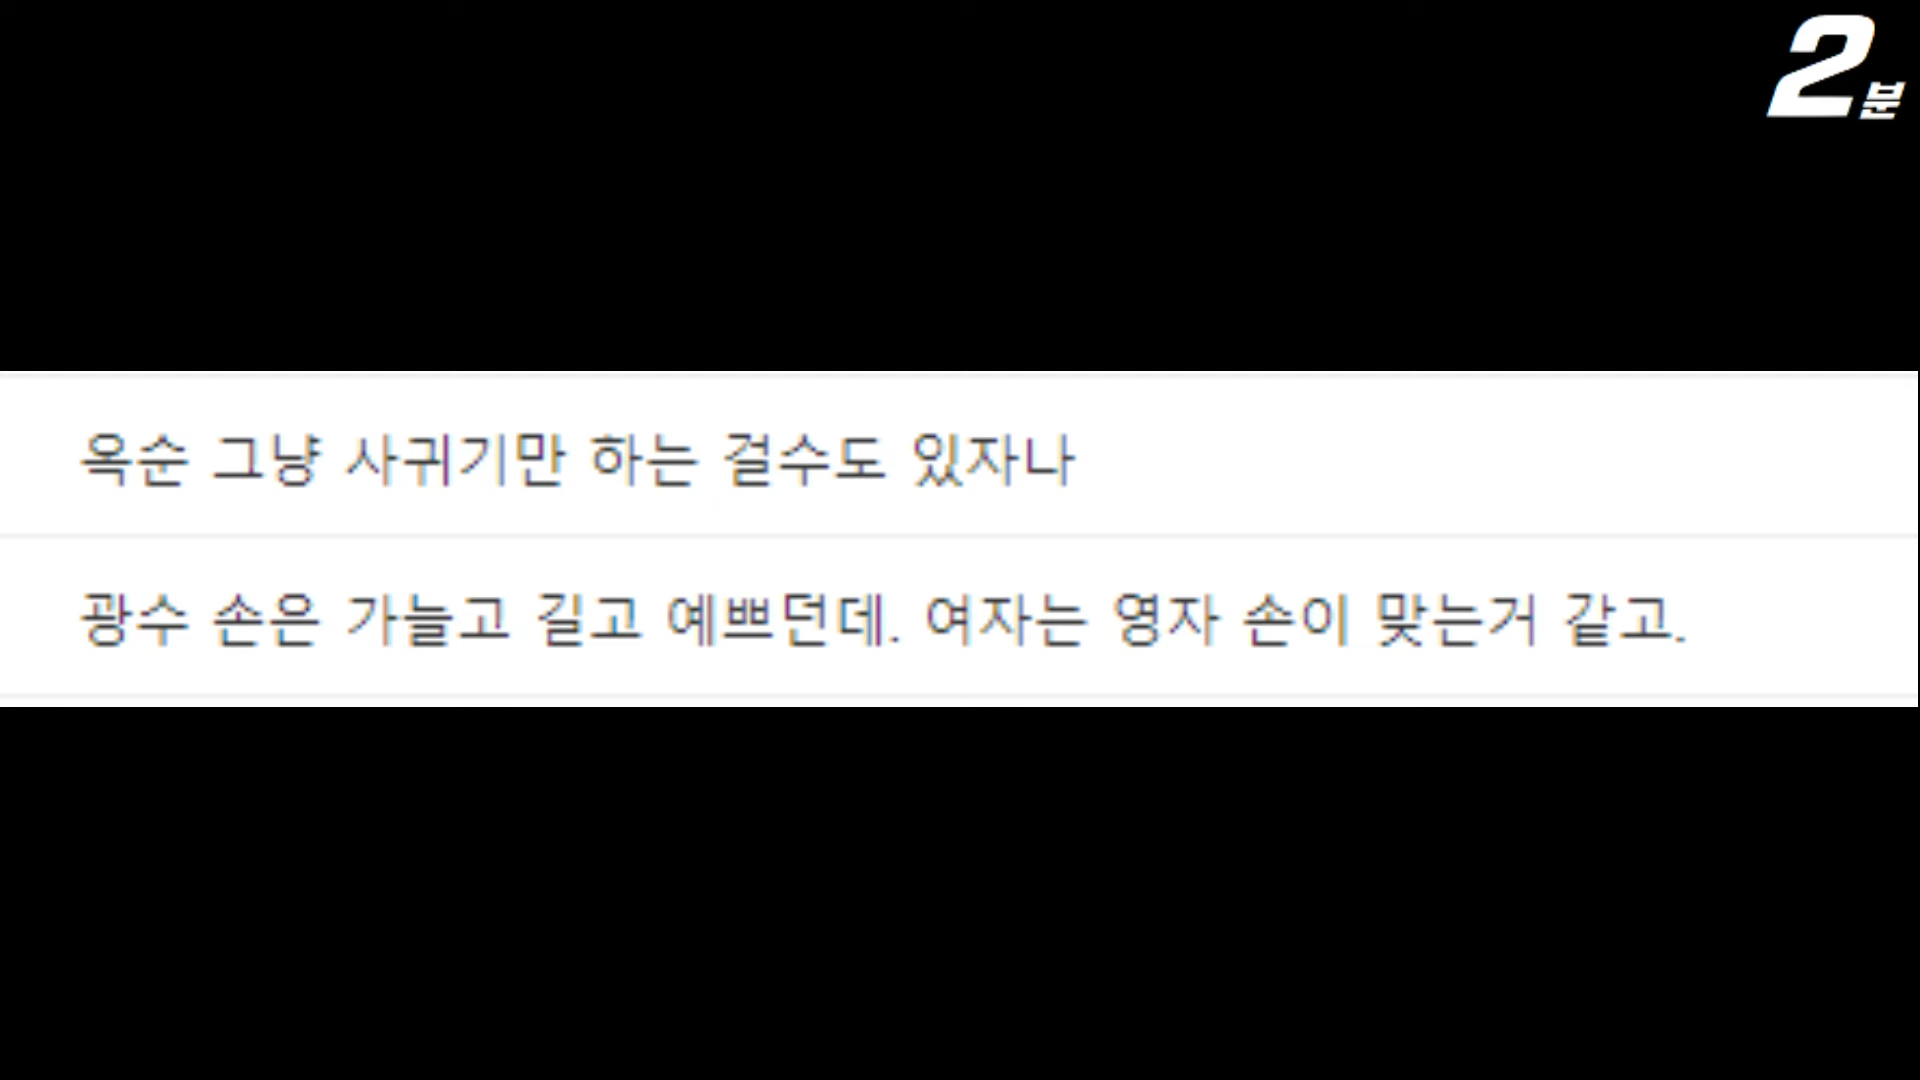 2분
옥순 그냥 사귀기만 하는 걸수도 있자나
광수 손은 가늘고 길고 예쁘던데. 여자는 영자 손이 맞는거 같고.